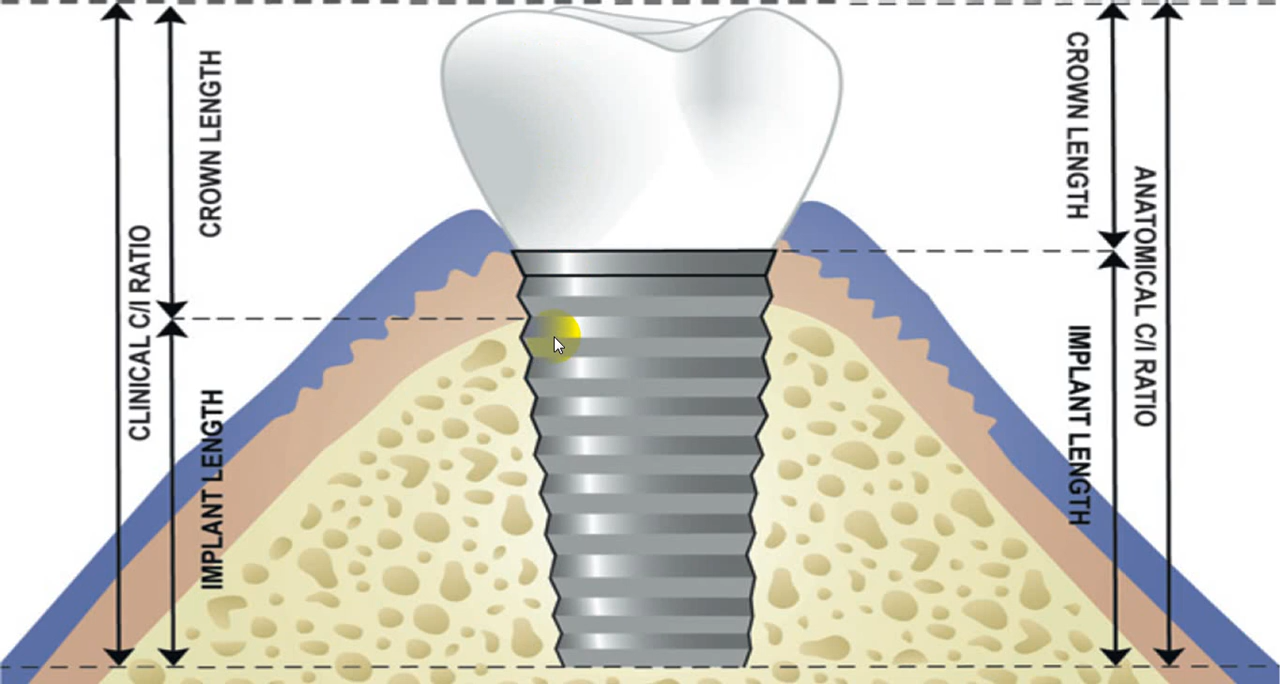 CROWN LENGTH
CLINICAL C/I RATIO
IMPLANT LENGTH
CROWN LENGTH
ANATOMICAL C/I RATIO
IMPLANT LENGTH